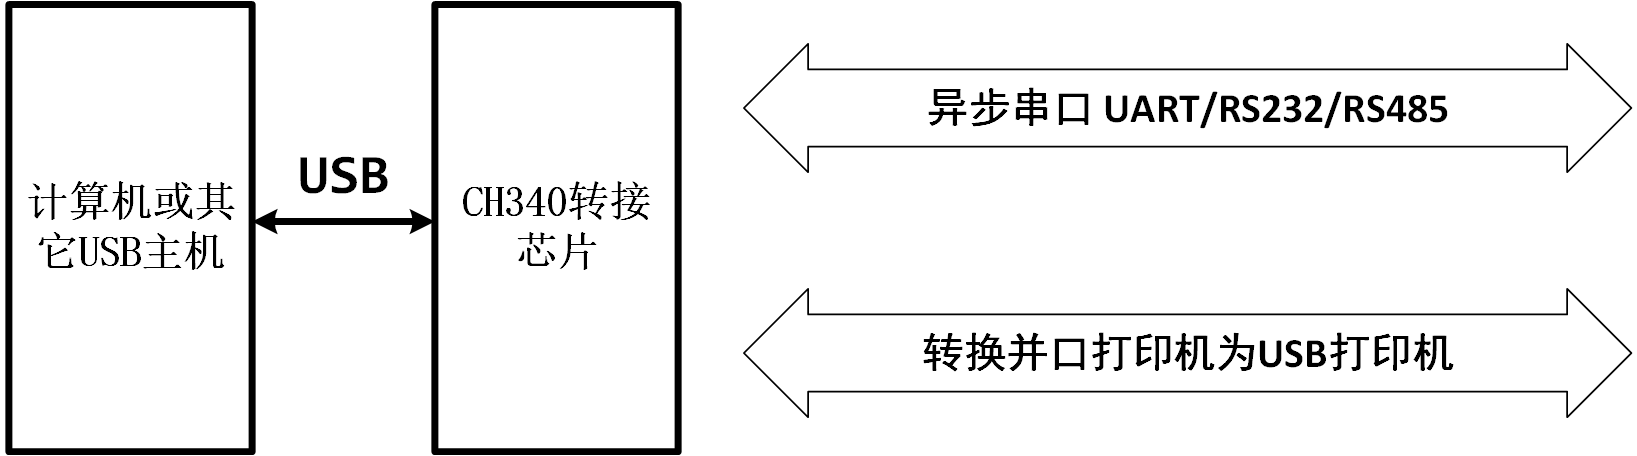 计算机或其
它USB主机
USB
CH340转接
芯片
异步串口 UART/RS232/RS485
转换并口打印机为USB打印机